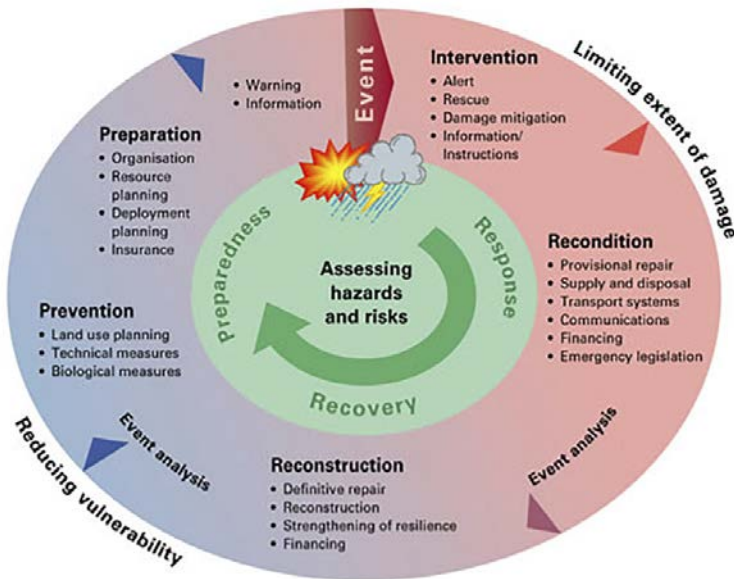 Event
• Warning
• Information
Intervention
• Alert
• Rescue
• Damage mitigation
• Information/
Instructions
Limiting extent of damage
Recondition
• Provisional repair
• Supply and disposal
• Transport systems
• Communications
• Financing
• Emergency legislation
Event analysis
Reconstruction
• Definitive repair
• Reconstruction
• Strengthening of resilience
• Financing
Event analysis
Reducing vulnerability
Prevention
• Land use planning
• Technical measures
• Biological measures
Preparation
• Organisation
• Resource
planning
• Deployment
planning
• Insurance
Preparedness
Response
Recovery
Assessing
hazards
and risks